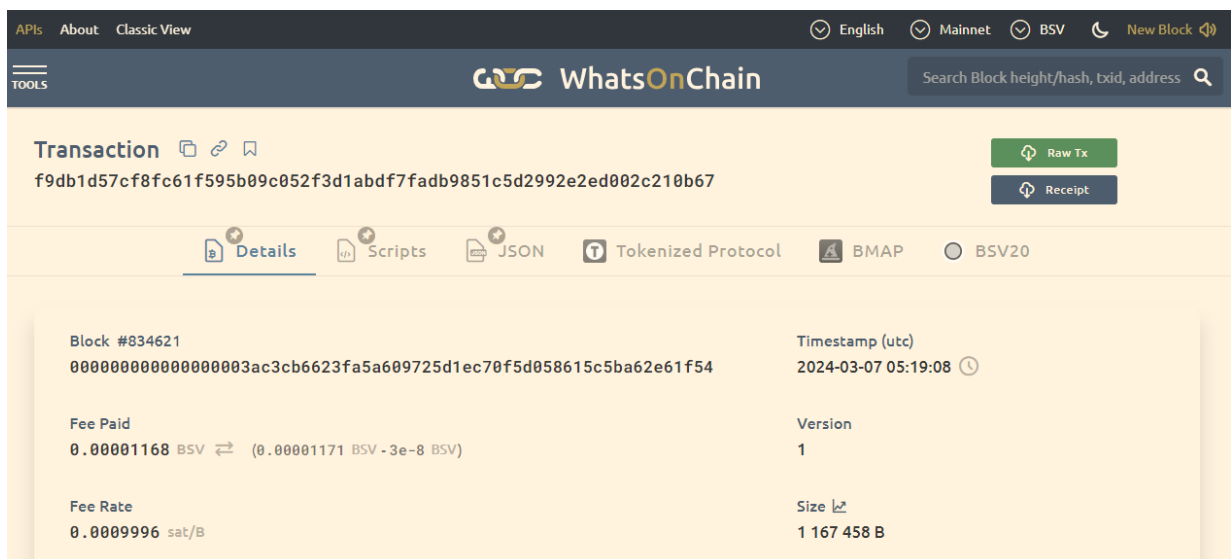 APIs About Classic View English Mainnet BSV New Block
TOOLS WhatsOnChain Search Block height/hash, txid, address
Transaction
Raw Tx
f9db1d57cf8fc61f595b09c052f3d1abdf7fadb9851c5d2992e2ed002c210b67
Receipt
Details Scripts JSON Tokenized Protocol BMAP BSV20
Block #834621 Timestamp (utc)
000000000000000003ac3cb6623fa5a609725d1ec70f5d058615c5ba62e61f54 2024-03-07 05:19:08
Fee Paid Version
0.00001168 BSV (0.00001171 BSV - 3e-8 BSV) 1
Fee Rate Size
0.0009996 sat/B 1 167 458 B